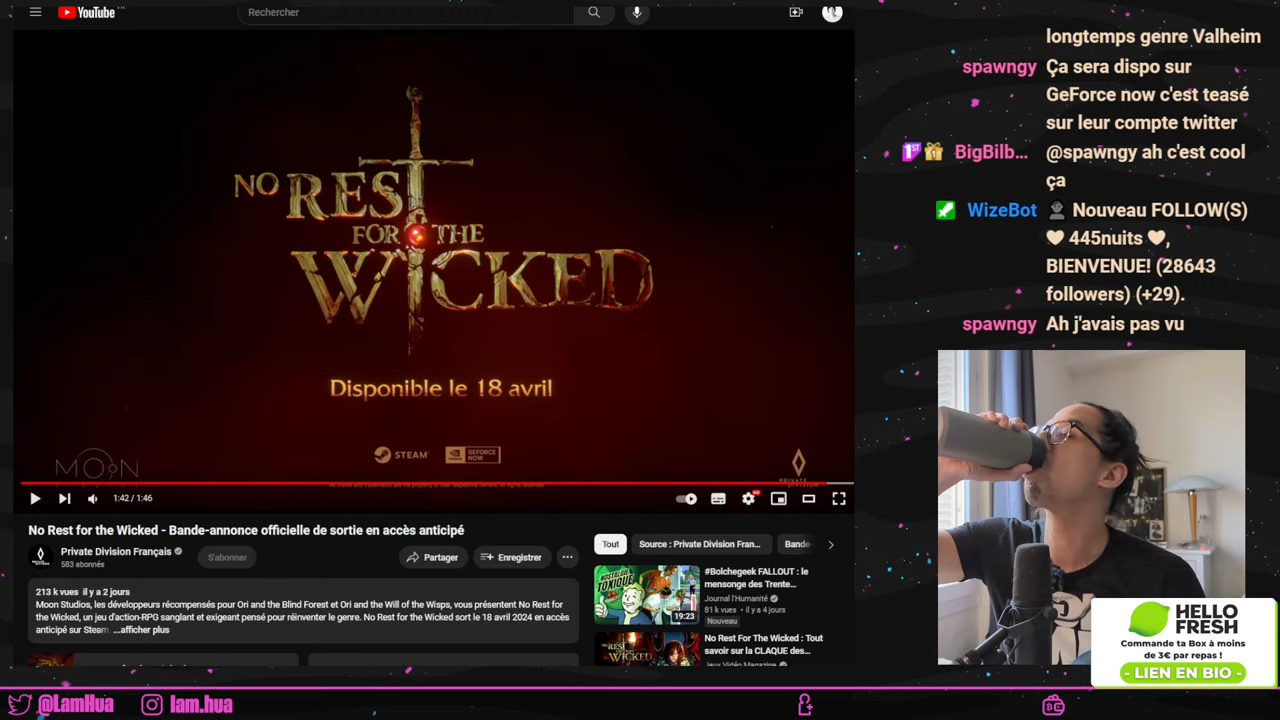 YouTube
Rechercher
NO REST
FOR THE
WICKED
Disponible le 18 avril
MOON
STEAM
GEFORCE
NOW
PRIVATE
DIVISION
1:42 / 1:46
No Rest for the Wicked - Bande-annonce officielle de sortie en accès anticipé
Private Division Français
583 abonnés
S'abonner
Partager
Enregistrer
213 k vues il y a 2 jours
Moon Studios, les développeurs récompensés pour Ori and the Blind Forest et Ori and the Will of the Wisps, vous présentent No Rest for
the Wicked, un jeu d'action-RPG sanglant et exigeant pensé pour réinventer le genre. No Rest for the Wicked sort le 18 avril 2024 en accès
anticipé sur Steam. ...afficher plus
Tout
Source : Private Division Fran...
Bande-
NOSTALGIE
TOXIQUE
19:23
#Bolchegeek FALLOUT : le
mensonge des Trente...
Journal l'Humanité
81 k vues • il y a 4 jours
Nouveau
No Rest For The Wicked : Tout
savoir sur la CLAQUE des...
Jeux Vidéo Magazine
longtemps genre Valheim
spawngy Ça sera dispo sur
GeForce now c'est teasé
sur leur compte twitter
1ST BigBilb... @spawngy ah c'est cool
ça
WizeBot Nouveau FOLLOW(S)
445nuits ,
BIENVENUE! (28643
followers) (+29).
spawngy Ah j'avais pas vu
HELLO
FRESH
Commande ta Box à moins
de 3€ par repas !
- LIEN EN BIO -
@LamHua
lam.hua